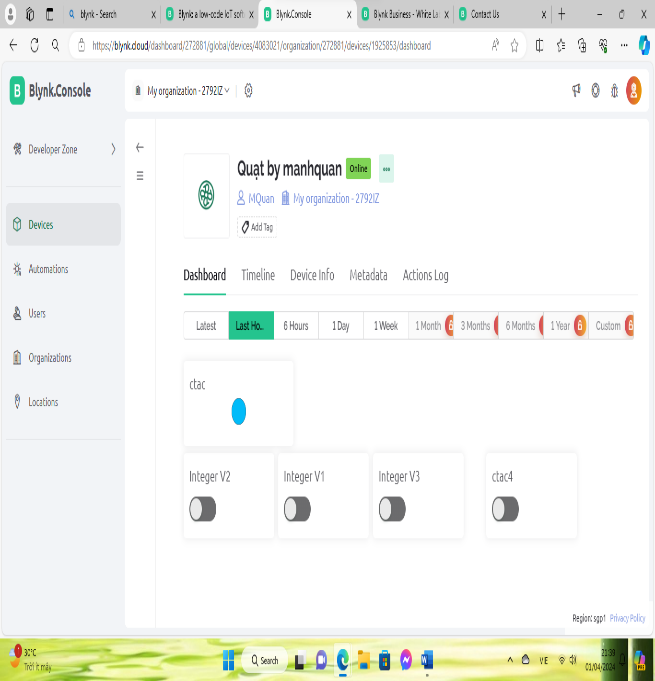 blynk - Search
Blynk: a low-code IoT soft
Blynk.Console
Blynk Business - White La
Contact Us
https://blynk.cloud/dashboard/272881/global/devices/4083021/organization/272881/devices/1925853/dashboard
B Blynk.Console
My organization - 2792IZ
Developer Zone
Devices
Automations
Users
Organizations
Locations
Quạt by manhquan Online
MQuan My organization - 2792IZ
Add Tag
Dashboard Timeline Device Info Metadata Actions Log
Latest Last Ho... 6 Hours 1 Day 1 Week 1 Month 3 Months 6 Months 1 Year Custom
ctac
Integer V2 Integer V1 Integer V3 ctac4
Region: sgp1 Privacy Policy
30°C
Trời ít mây
Search
VIE
21:39
01/04/2024